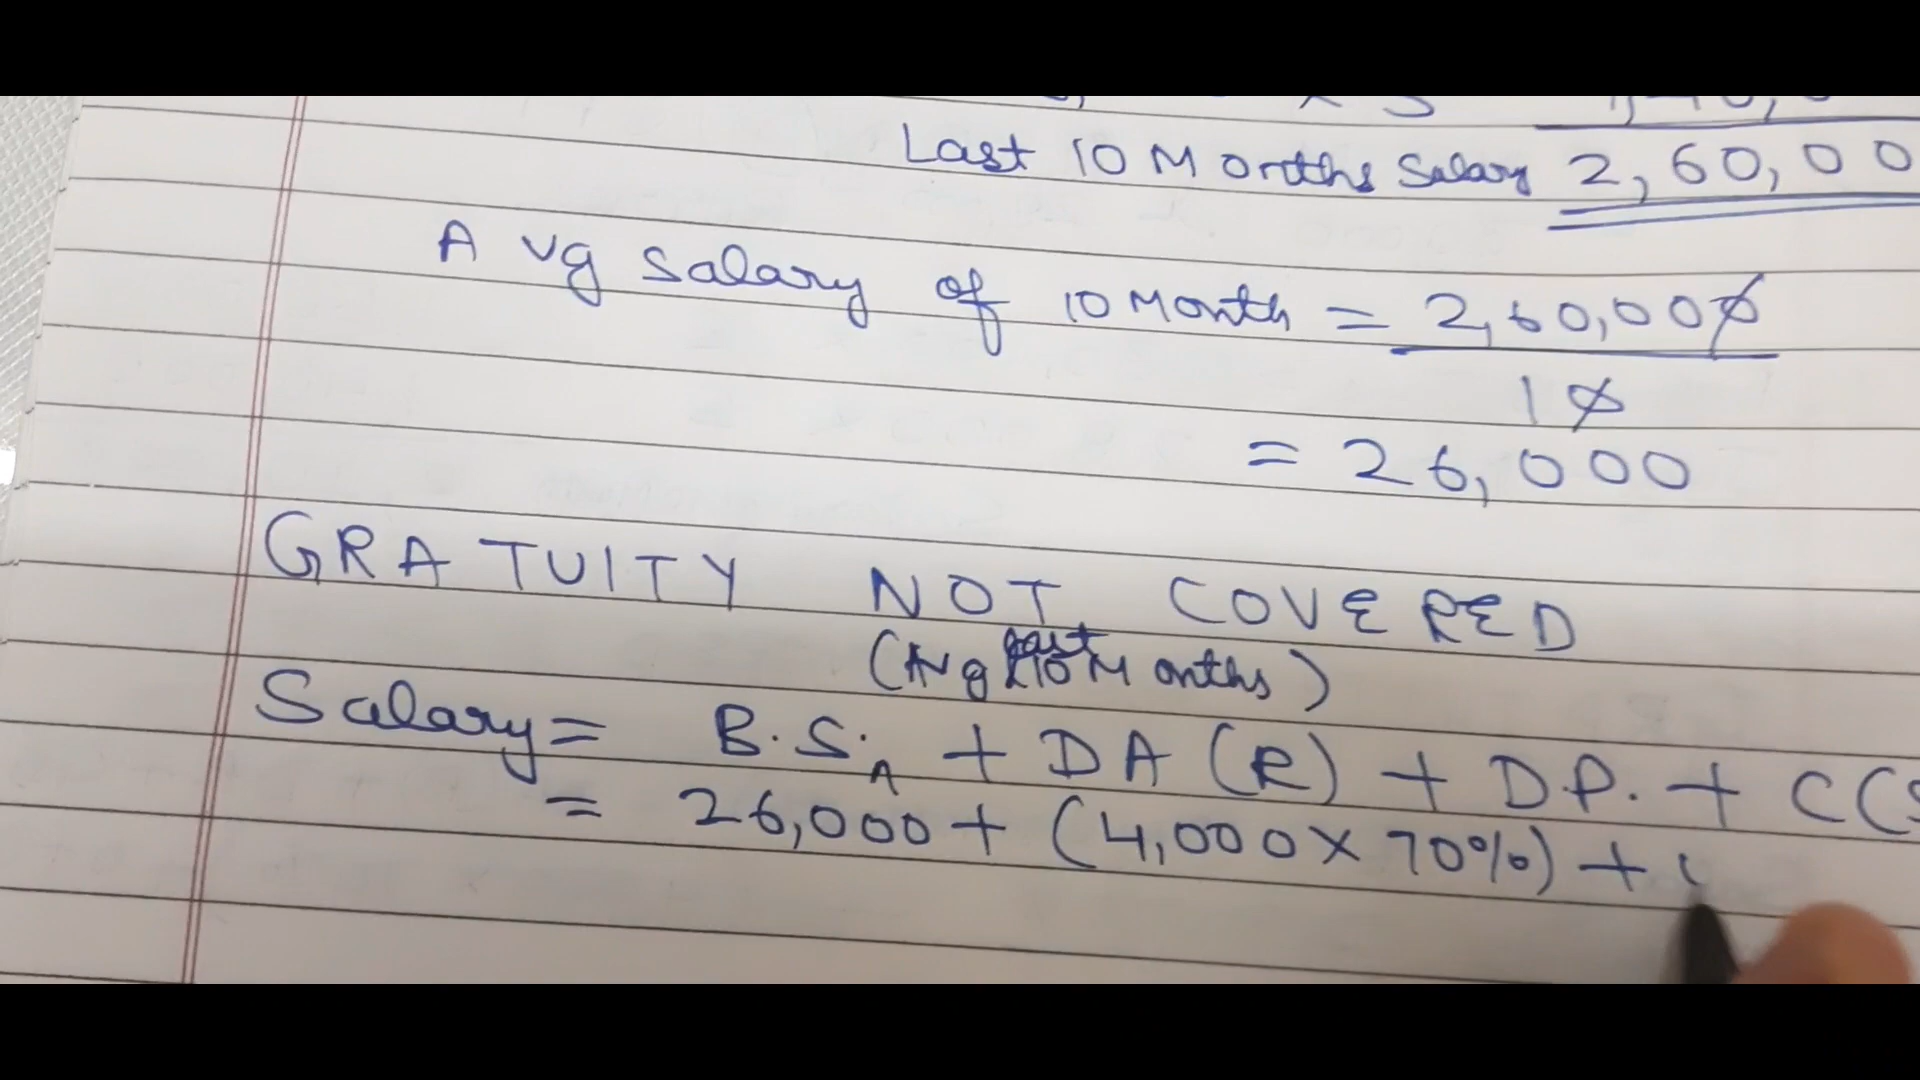 Last 10 Months Salary 2,60,00
Avg salary of 10 Month = 2,60,000
10
= 26,000
GRATUITY NOT COVERED
(Avg last 10 Months)
Salary = B.S.A + DA (R) + D.P. + C(S
= 26,000 + (4,000 x 70%) +